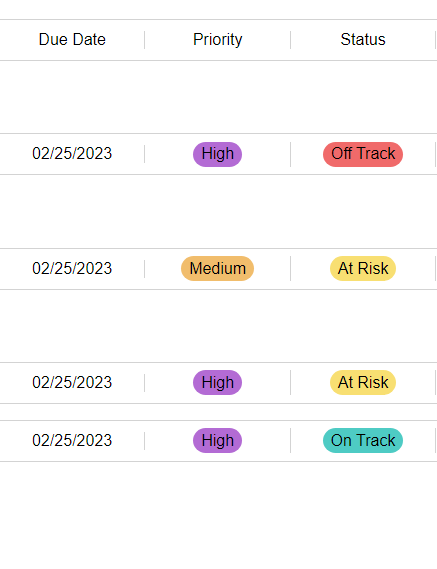 Due Date Priority Status
02/25/2023 High Off Track
02/25/2023 Medium At Risk
02/25/2023 High At Risk
02/25/2023 High On Track